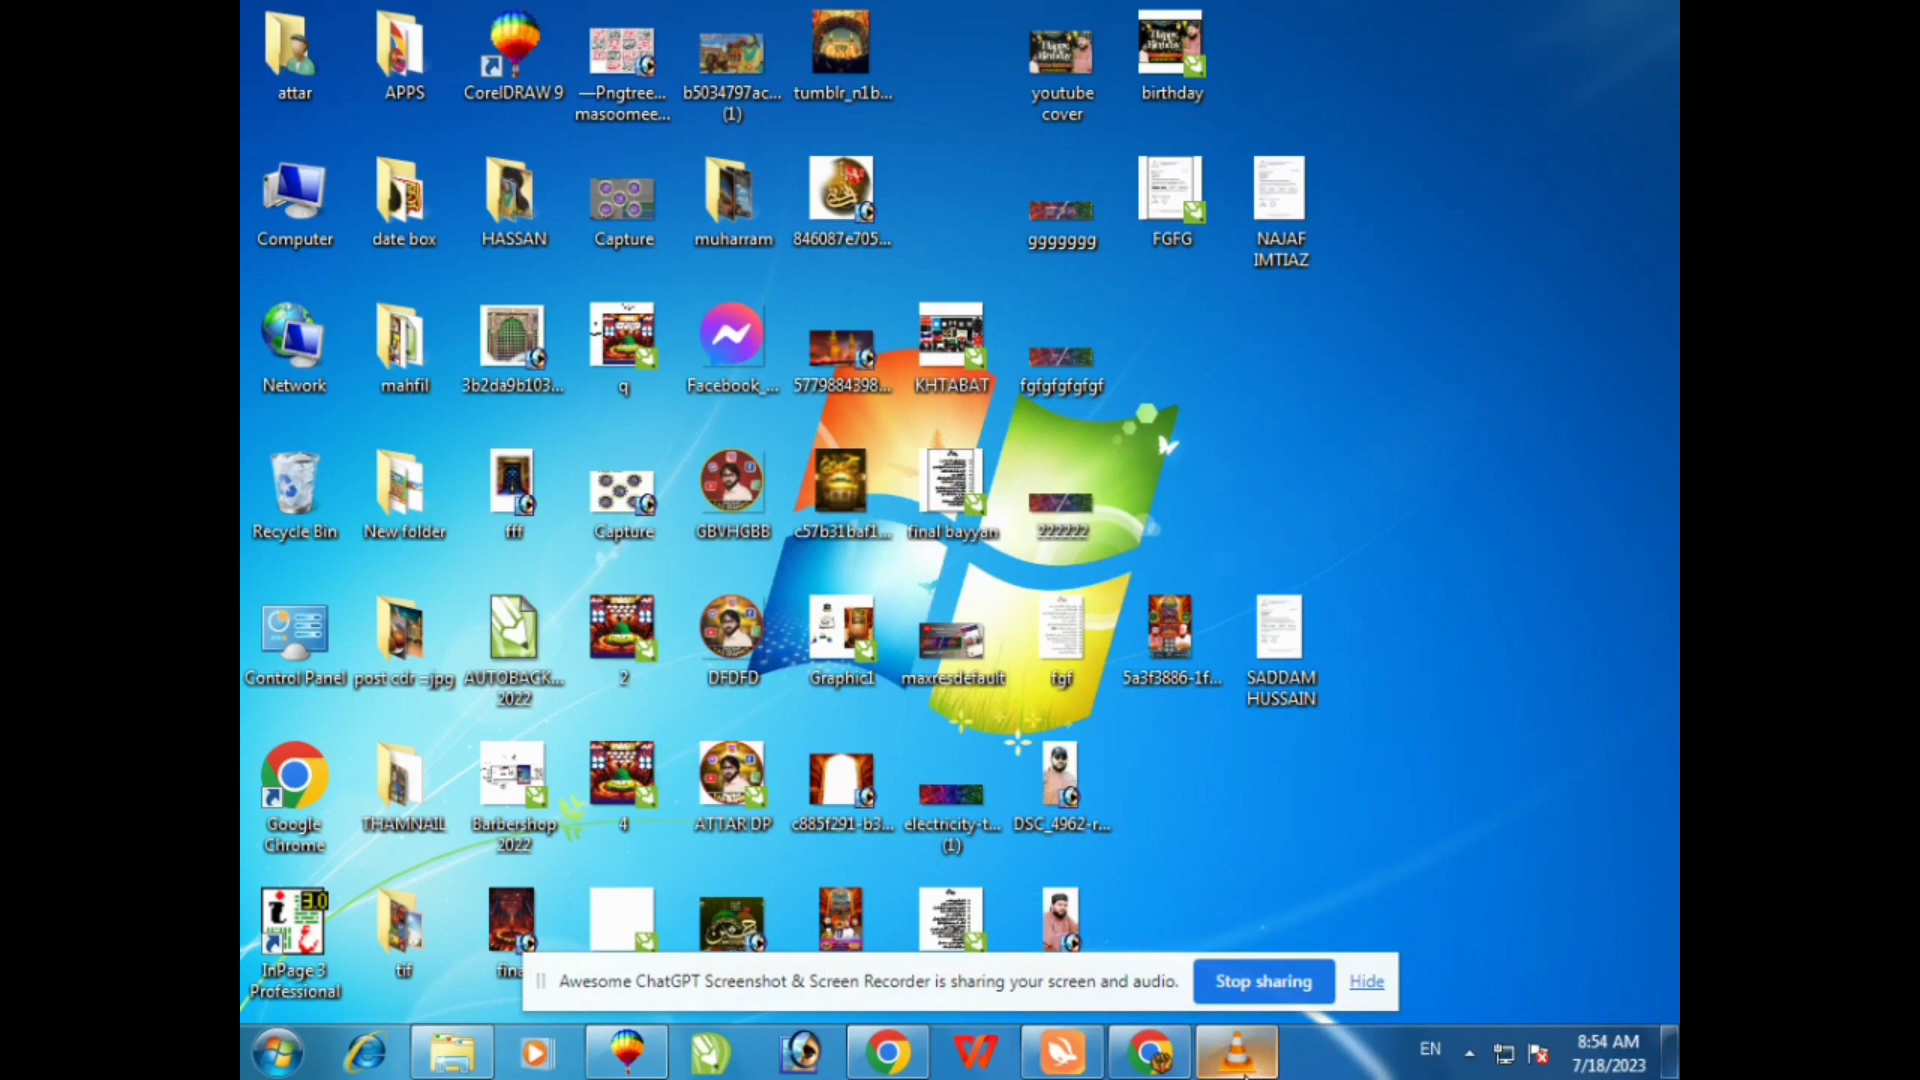 attar
APPS
CorelDRAW 9
—Pngtree...
masoomee...
b5034797ac...
(1)
tumblr_n1b...
youtube
cover
birthday
Computer
date box
HASSAN
Capture
muharram
846087e705...
ggggggg
FGFG
NAJAF
IMTIAZ
Network
mahfil
3b2da9b103...
q
Facebook_...
5779884398...
KHTABAT
fgfgfgfgfgf
Recycle Bin
New folder
fff
Capture
GBVHGBB
c57b31baf1...
final bayyan
222222
Control Panel
post cdr =jpg
AUTOBACK...
2022
2
DFDFD
Graphic1
maxresdefault
fgf
5a3f3886-1f...
SADDAM
HUSSAIN
Google
Chrome
THAMNAIL
Barbershop
2022
4
ATTAR DP
c885f291-b3...
electricity-t...
(1)
DSC_4962-r...
InPage 3
Professional
tif
fina
Awesome ChatGPT Screenshot & Screen Recorder is sharing your screen and audio.
Stop sharing
Hide
EN
8:54 AM
7/18/2023